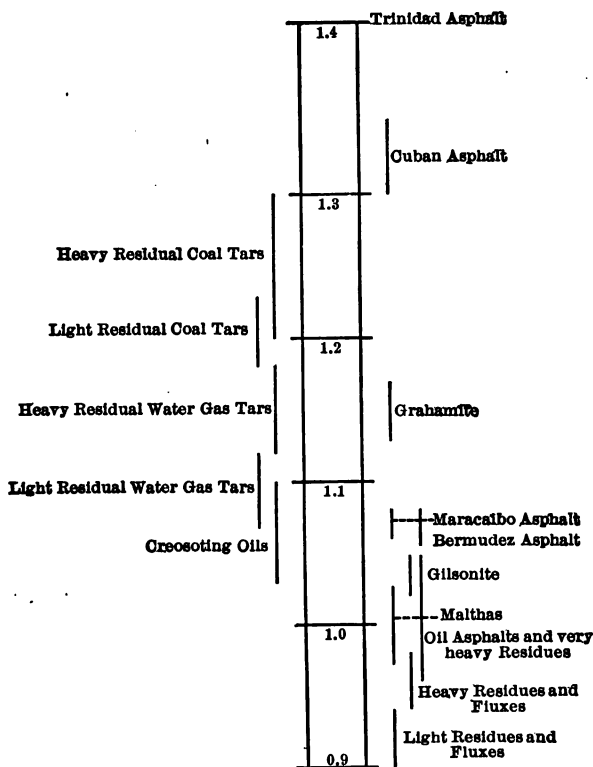 Trinidad Asphalt
1.4
Cuban Asphalt
1.3
Heavy Residual Coal Tars
Light Residual Coal Tars
1.2
Heavy Residual Water Gas Tars
Grahamite
Light Residual Water Gas Tars
1.1
Maracaibo Asphalt
Creosoting Oils
Bermudez Asphalt
Gilsonite
Malthas
1.0
Oil Asphalts and very
heavy Residues
Heavy Residues and
Fluxes
Light Residues and
Fluxes
0.9